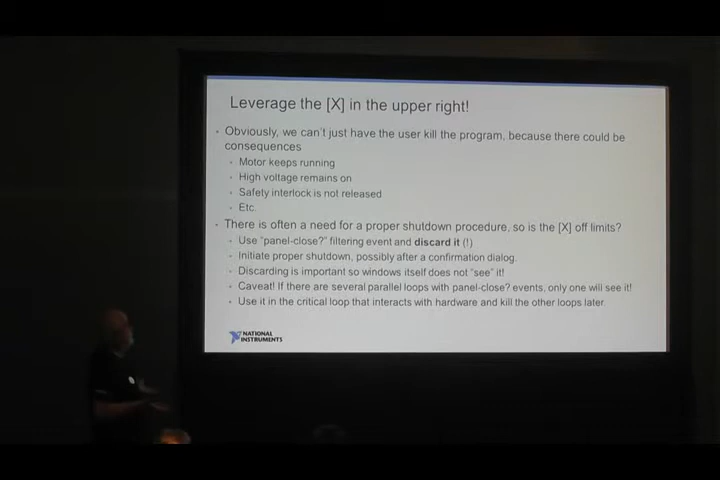 Leverage the [X] in the upper right!
Obviously, we can't just have the user kill the program, because there could be
consequences
Motor keeps running
High voltage remains on
Safety interlock is not released
Etc.
There is often a need for a proper shutdown procedure, so is the [X] off limits?
Use "panel-close?" filtering event and discard it (!)
Initiate proper shutdown, possibly after a confirmation dialog.
Discarding is important so windows itself does not "see" it!
Caveat! If there are several parallel loops with panel-close? events, only one will see it!
Use it in the critical loop that interacts with hardware and kill the other loops later
NATIONAL
INSTRUMENTS